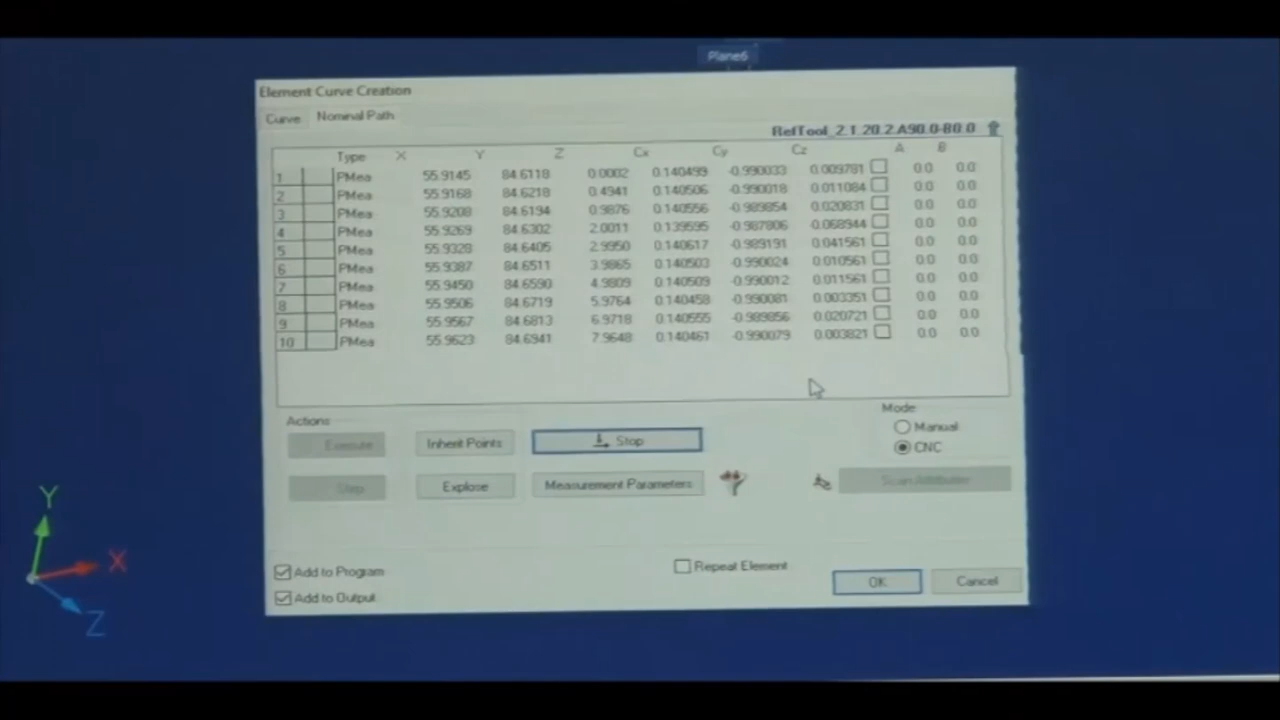 Plane6
Element Curve Creation
Curve Nominal Path
RefTool_2.1.20.2.A90.0-B0.0
Type X Y Z Cx Cy Cz A B
1 PMea 55.9145 84.6118 0.0002 0.140499 -0.990033 0.009781 0.0 0.0
2 PMea 55.9168 84.6218 0.4941 0.140506 -0.990018 0.011084 0.0 0.0
3 PMea 55.9208 84.6194 0.9876 0.140556 -0.989854 0.020831 0.0 0.0
4 PMea 55.9269 84.6302 2.0011 0.139595 -0.987806 -0.068944 0.0 0.0
5 PMea 55.9328 84.6405 2.9950 0.140617 -0.989191 0.041561 0.0 0.0
6 PMea 55.9387 84.6511 3.9865 0.140503 -0.990024 0.010561 0.0 0.0
7 PMea 55.9450 84.6590 4.9809 0.140509 -0.990012 0.011561 0.0 0.0
8 PMea 55.9506 84.6719 5.9764 0.140458 -0.990081 0.003351 0.0 0.0
9 PMea 55.9567 84.6813 6.9718 0.140555 -0.989856 0.020721 0.0 0.0
10 PMea 55.9623 84.6941 7.9648 0.140461 -0.990079 0.003821 0.0 0.0
Actions
Mode
Manual
Execute Inherit Points Stop CNC
Step Explose Measurement Parameters Scan Attributes
Add to Program Repeat Element
OK Cancel
Add to Output
Y
X
Z